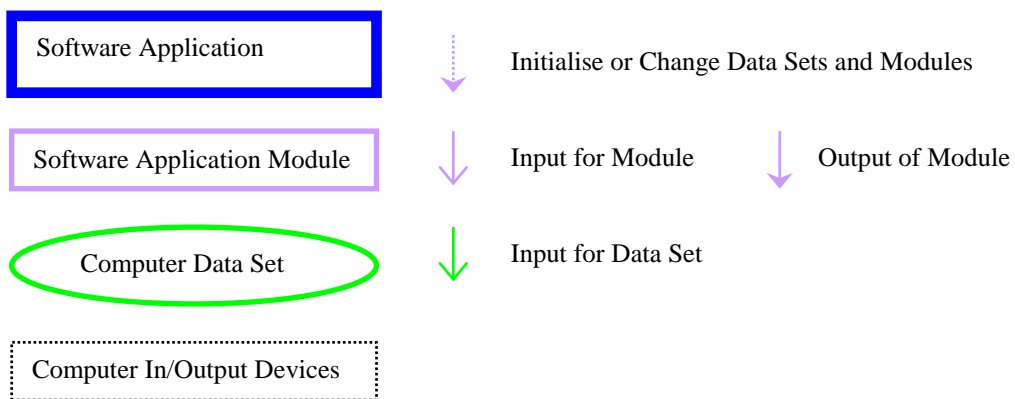 Software Application
Initialise or Change Data Sets and Modules
Software Application Module
Input for Module
Output of Module
Computer Data Set
Input for Data Set
Computer In/Output Devices